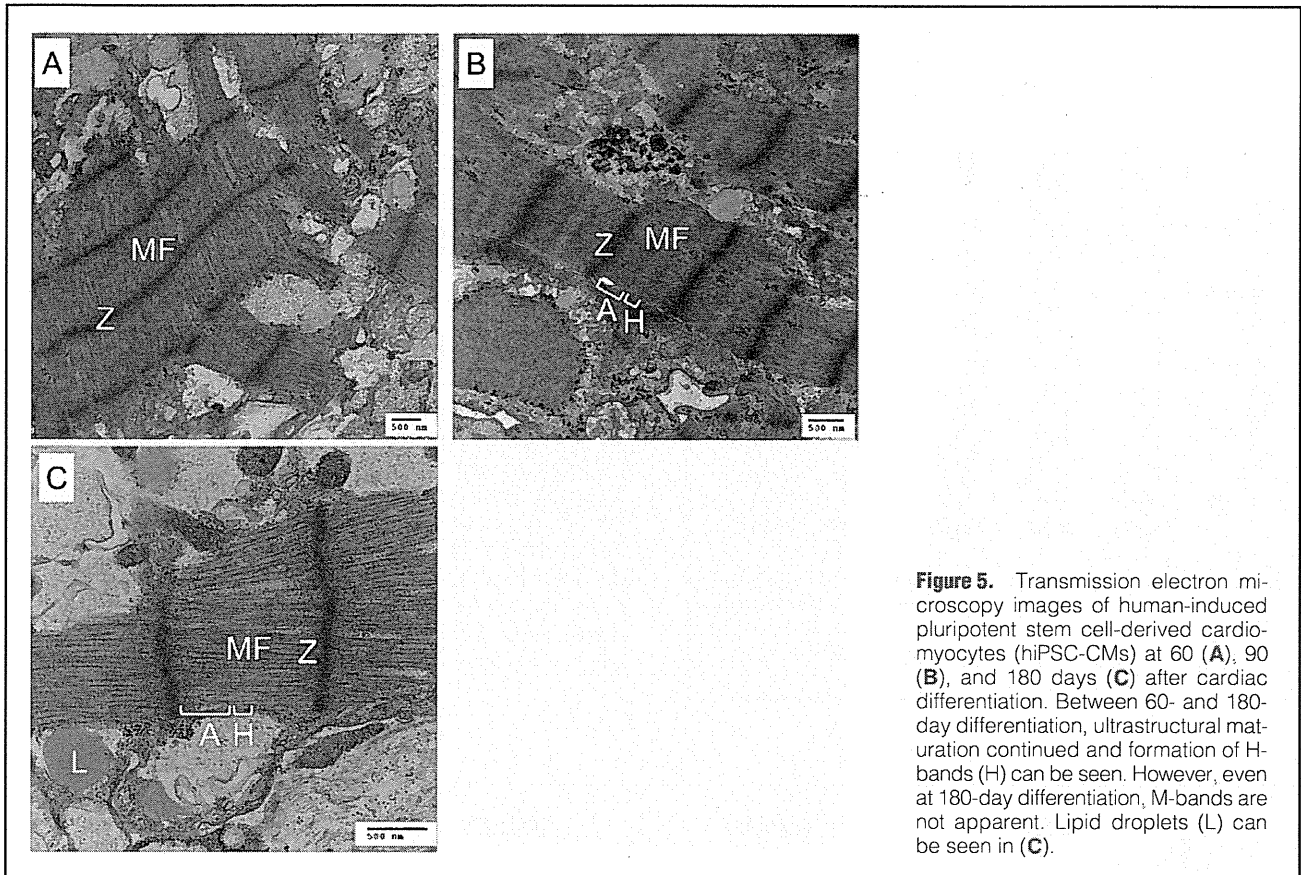 A
MF
Z
500 nm
B
Z
MF
A
H
500 nm
C
MF
Z
A
H
L
500 nm
Figure 5. Transmission electron mi-
croscopy images of human-induced
pluripotent stem cell-derived cardio-
myocytes (hiPSC-CMs) at 60 (A), 90
(B), and 180 days (C) after cardiac
differentiation. Between 60- and 180-
day differentiation, ultrastructural mat-
uration continued and formation of H-
bands (H) can be seen. However, even
at 180-day differentiation, M-bands are
not apparent. Lipid droplets (L) can
be seen in (C).